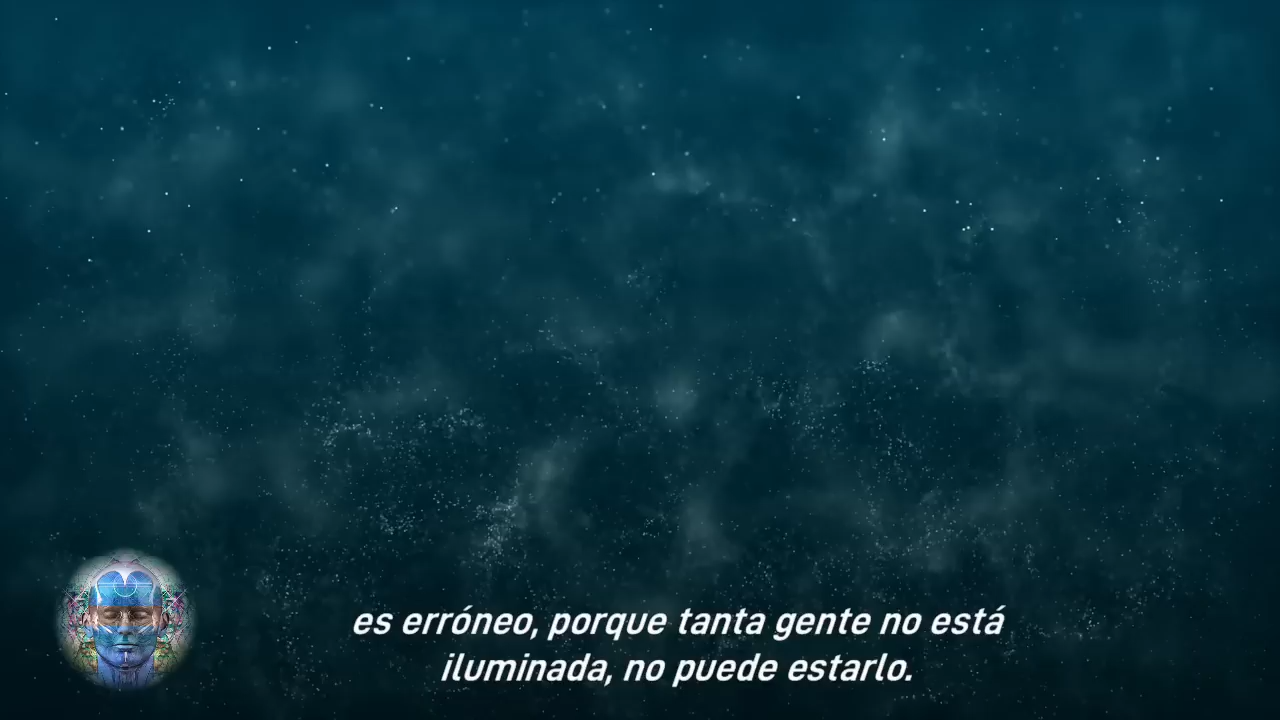 es erróneo, porque tanta gente no está
iluminada, no puede estarlo.